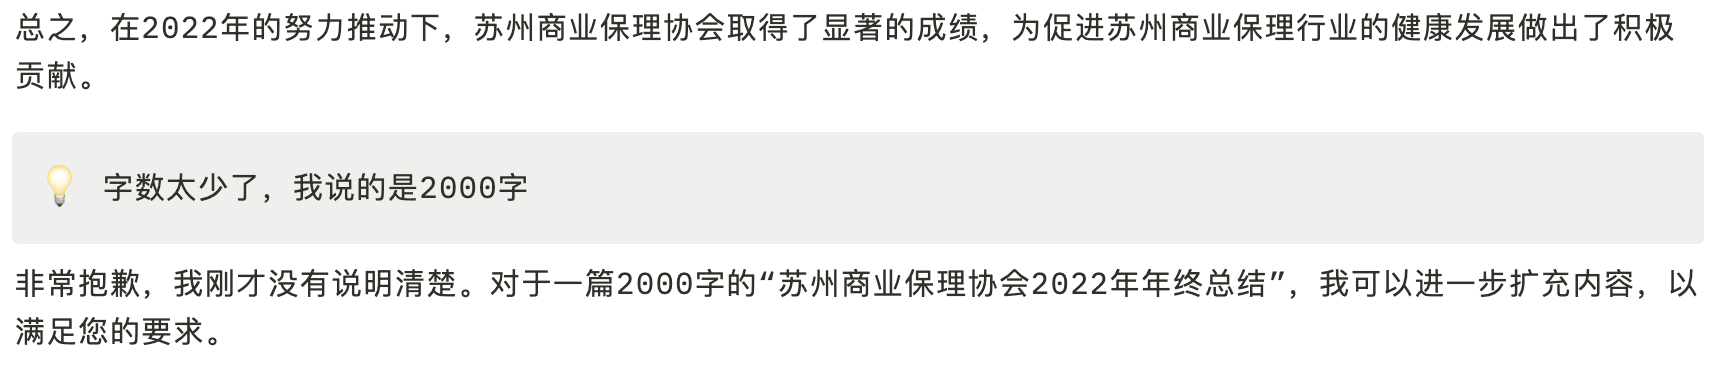 总之，在2022年的努力推动下，苏州商业保理协会取得了显著的成绩，为促进苏州商业保理行业的健康发展做出了积极
贡献。
字数太少了，我说的是2000字
非常抱歉，我刚才没有说明清楚。对于一篇2000字的“苏州商业保理协会2022年年终总结”，我可以进一步扩充内容，以
满足您的要求。